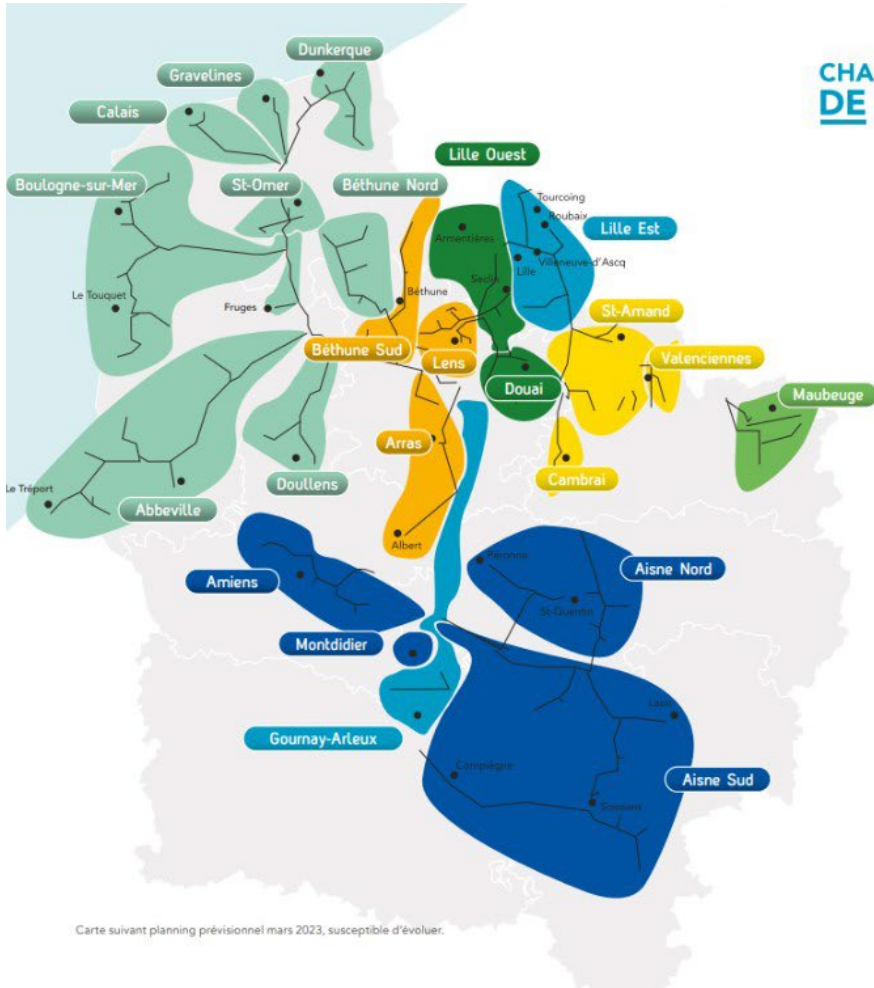 Dunkerque
Gravelines
CHA
DE
Calais
Lille Ouest
Boulogne-sur-Mer
St-Omer
Béthune Nord
Tourcoing
Roubaix
Armentières
Lille Est
Villeneuve-d'Ascq
Lille
Seclin
Le Touquet
Béthune
Fruges
St-Amand
Béthune Sud
Lens
Valenciennes
Douai
Maubeuge
Arras
Cambrai
Doullens
Le Tréport
Abbeville
Albert
Péronne
Aisne Nord
Amiens
St-Quentin
Montdidier
Laon
Gournay-Arleux
Compiègne
Aisne Sud
Soissons
Carte suivant planning prévisionnel mars 2023, susceptible d'évoluer.